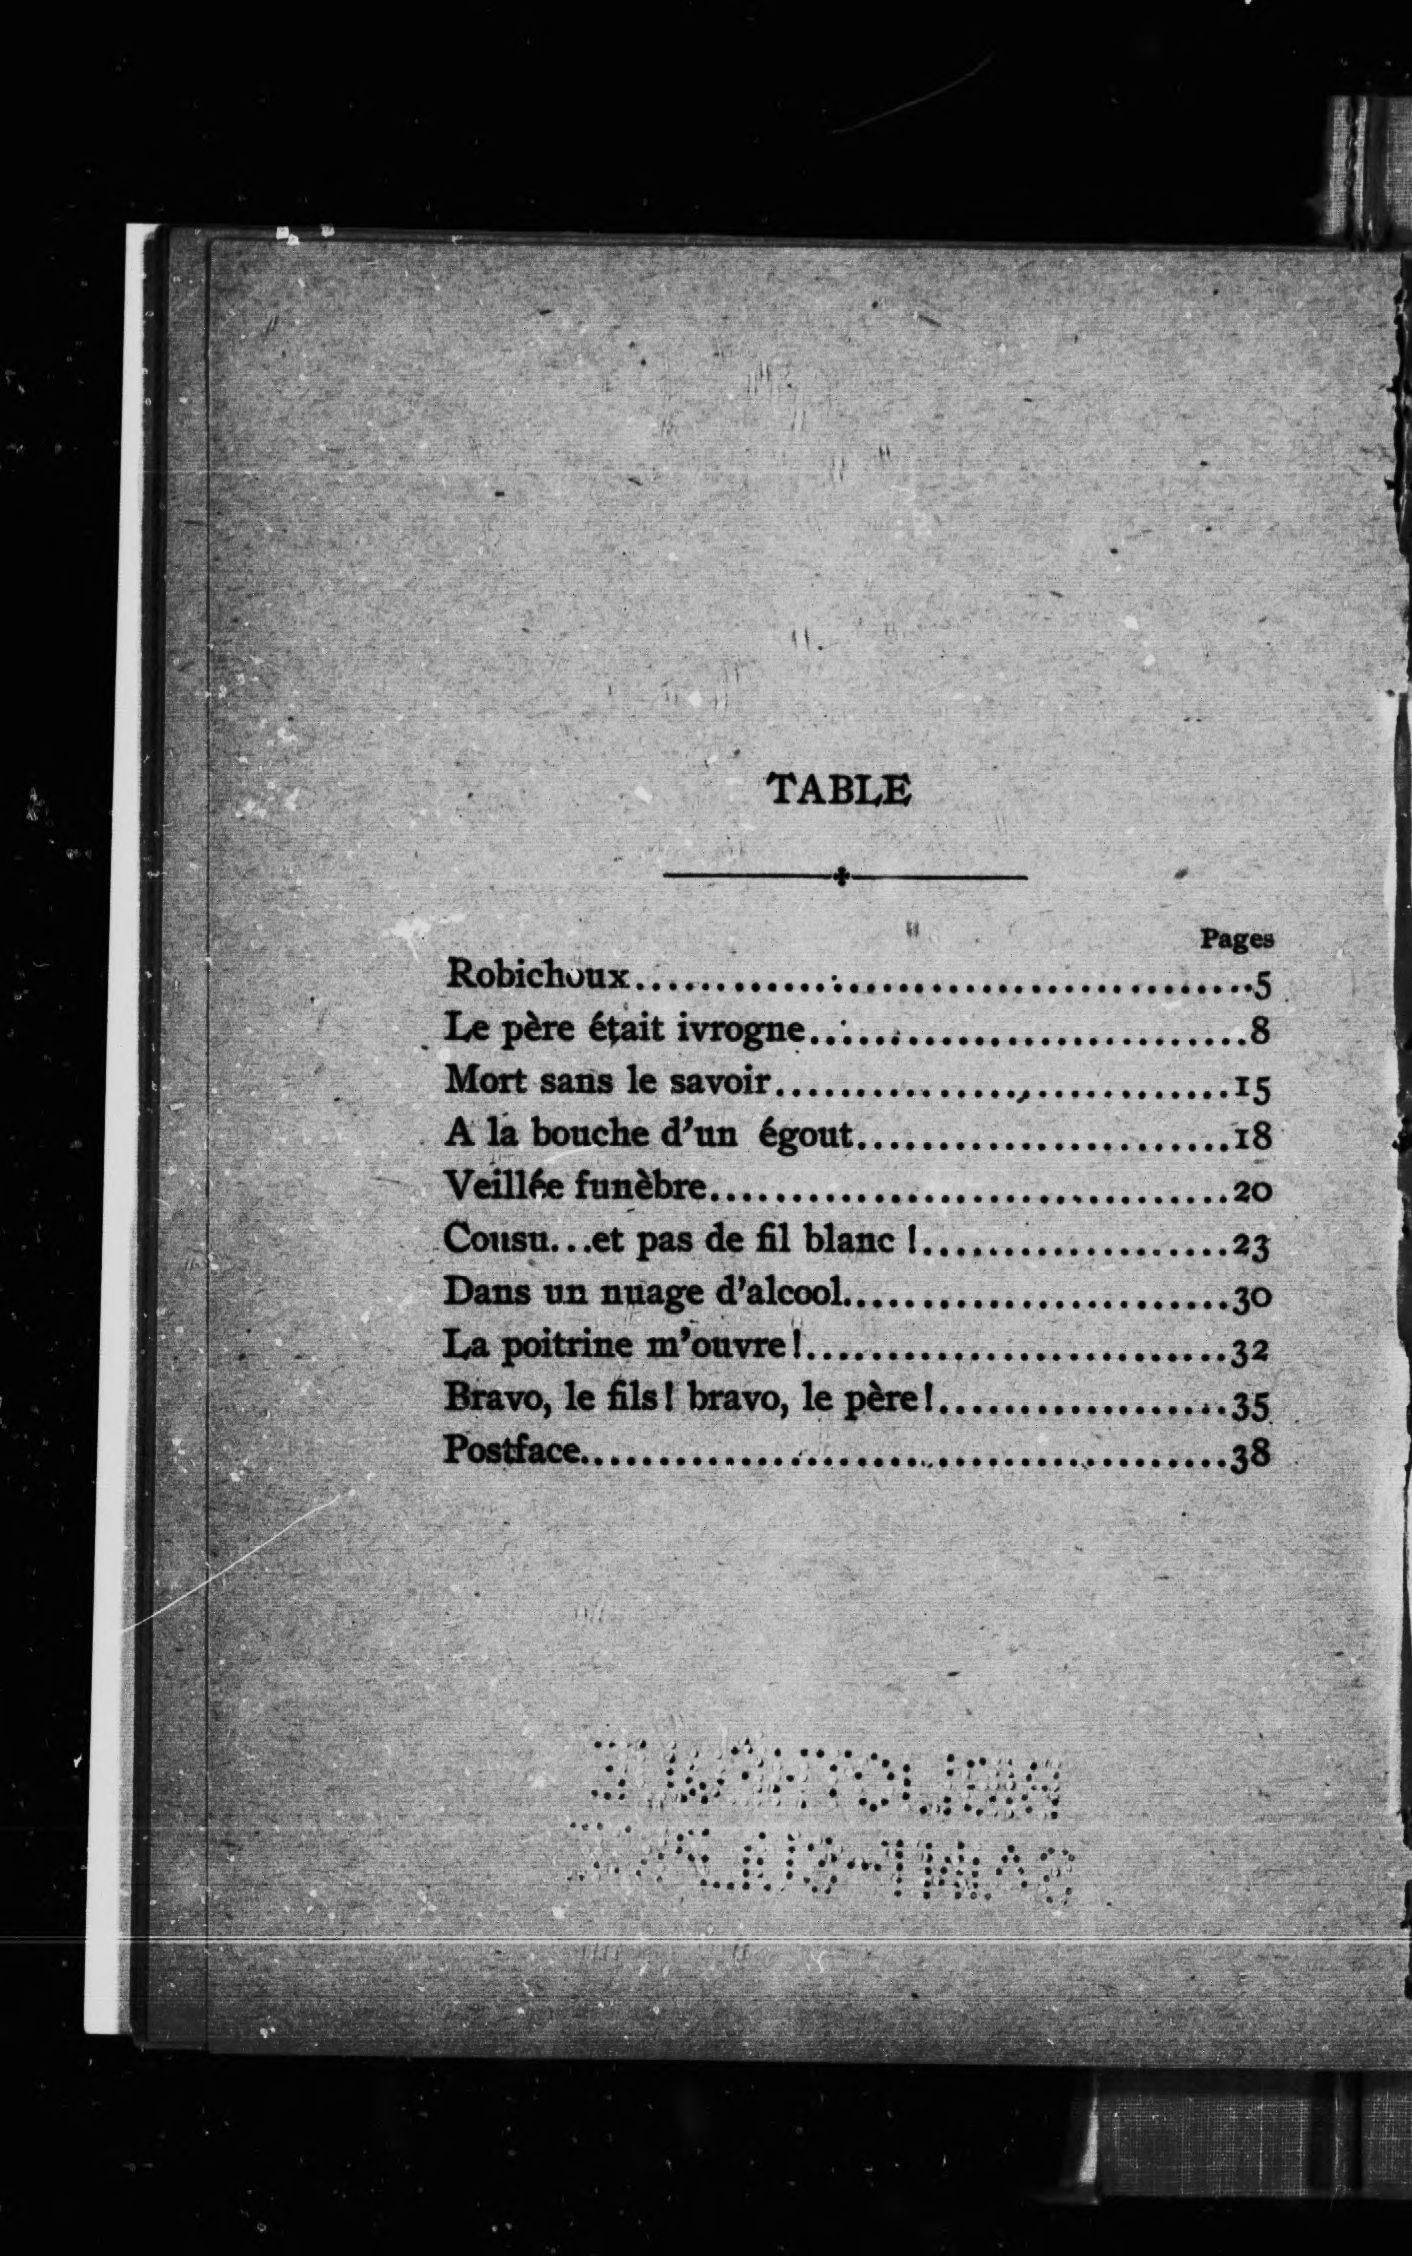 TABLE
Pages
Robichoux........................................5
Le père était ivrogne............................8
Mort sans le savoir.............................15
A la bouche d'un égout.......................18
Veillée funèbre................................20
Cousu...et pas de fil blanc !...................23
Dans un nuage d'alcool........................30
La poitrine m'ouvre!..........................32
Bravo, le fils! bravo, le père!..................35
Postface........................................38